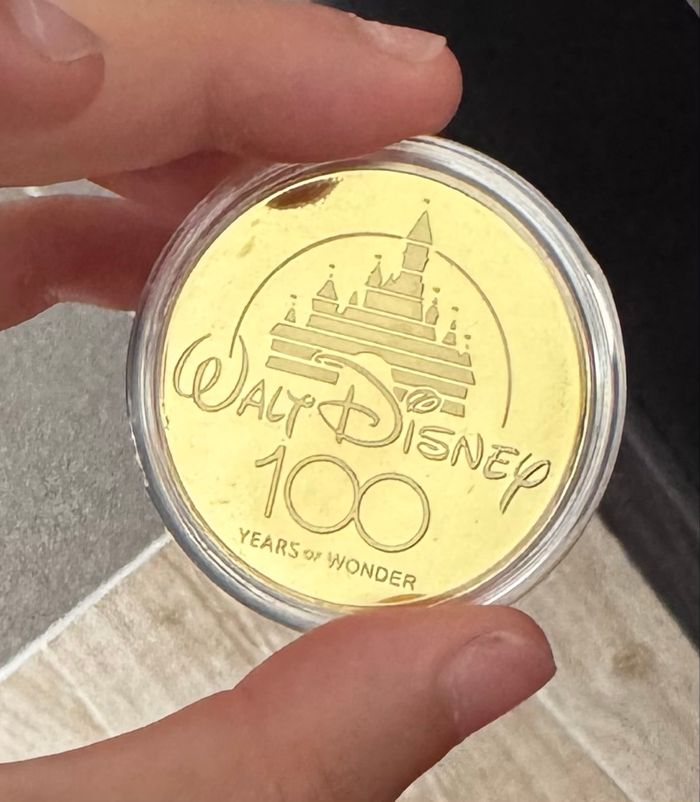 WALT DISNEY
100
YEARS OF WONDER